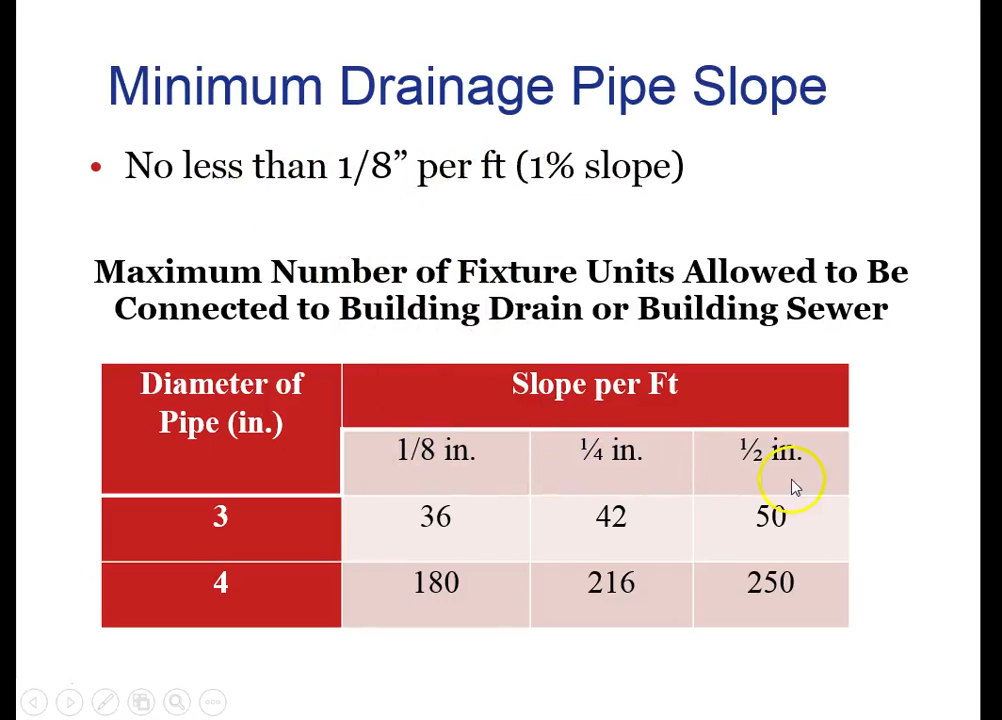 Minimum Drainage Pipe Slope
• No less than 1/8” per ft (1% slope)
Maximum Number of Fixture Units Allowed to Be
Connected to Building Drain or Building Sewer
Diameter of
Pipe (in.)
Slope per Ft
1/8 in. ¼ in. ½ in.
3 36 42 50
4 180 216 250